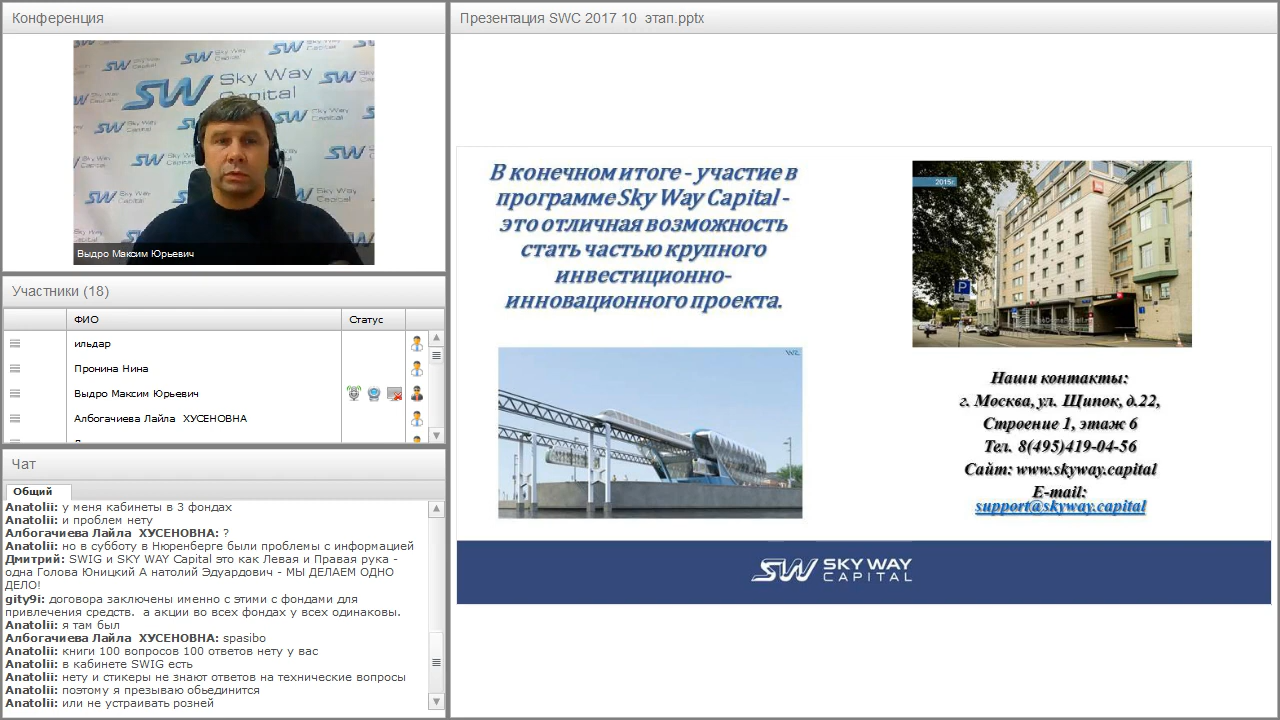 Конференция
SW
Sky Way
Capital
Выдро Максим Юрьевич
Участники (18)
ФИО
Статус
ильдар
Пронина Нина
Выдро Максим Юрьевич
Албогачиева Лайла ХУСЕНОВНА
Чат
Общий
Anatolii: у меня кабинеты в 3 фондах
Anatolii: и проблем нету
Албогачиева Лайла ХУСЕНОВНА: ?
Anatolii: но в субботу в Нюренберге были проблемы с информацией
Дмитрий: SWIG и SKY WAY Capital это как Левая и Правая рука -
одна Голова Юницкий А натолий Эдуардович - МЫ ДЕЛАЕМ ОДНО
ДЕЛО!
gity9i: договора заключены именно с этими с фондами для
привлечения средств. а акции во всех фондах у всех одинаковы.
Anatolii: я там был
Албогачиева Лайла ХУСЕНОВНА: spasibo
Anatolii: книги 100 вопросов 100 ответов нету у вас
Anatolii: в кабинете SWIG есть
Anatolii: нету и стикеры не знают ответов на технические вопросы
Anatolii: поэтому я призываю обьединится
Anatolii: или не устраивать розней
Презентация SWC 2017 10 этап.pptx
В конечном итоге - участие в
программе Sky Way Capital -
это отличная возможность
стать частью крупного
инвестиционно-
инновационного проекта.
2015г
P
Наши контакты:
г. Москва, ул. Щипок, д.22,
Строение 1, этаж 6
Тел. 8(495)419-04-56
Сайт: www.skyway.capital
E-mail:
support@skyway.capital
SW SKY WAY
CAPITAL